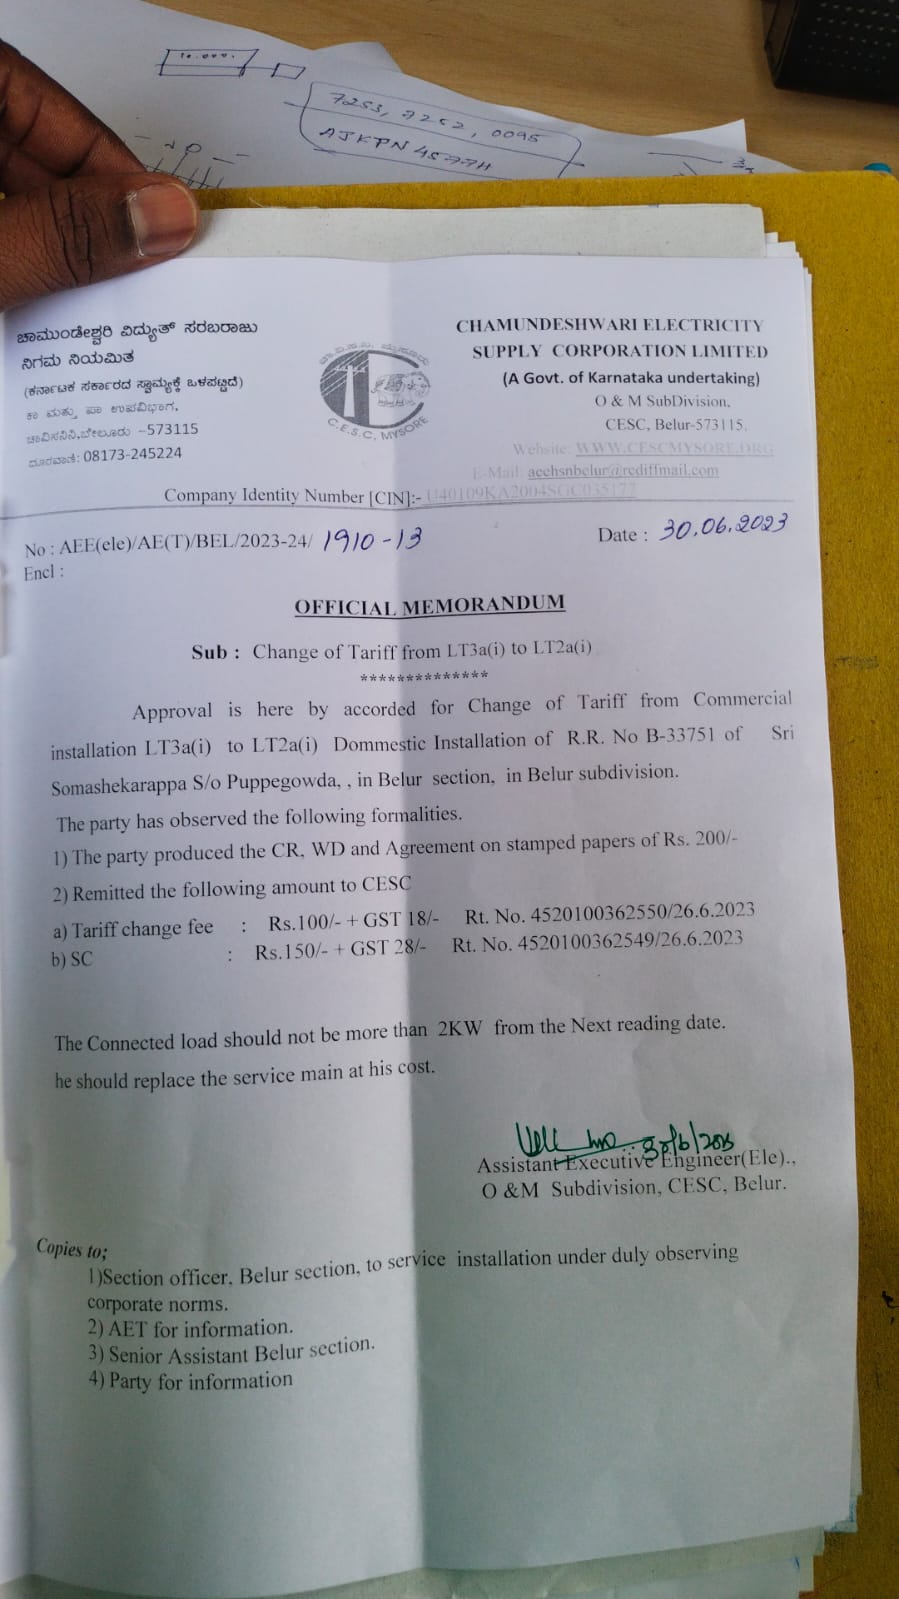 10.000.
7253, 7252, 0095
AJKPN 4577H
ಚಾಮುಂಡೇಶ್ವರಿ ವಿದ್ಯುತ್ ಸರಬರಾಜು
ನಿಗಮ ನಿಯಮಿತ
(ಕರ್ನಾಟಕ ಸರ್ಕಾರದ ಸ್ವಾಮ್ಯಕ್ಕೆ ಒಳಪಟ್ಟಿದೆ)
ಕಾ ಮತ್ತು ಪಾ ಉಪವಿಭಾಗ,
ಚಾವಿಸನಿನಿ,ಬೇಲೂರು -573115
ದೂರವಾಣಿ: 08173-245224
C.E.S.C, MYSORE
CHAMUNDESHWARI ELECTRICITY
SUPPLY CORPORATION LIMITED
(A Govt. of Karnataka undertaking)
O & M SubDivision,
CESC, Belur-573115.
Website: WWW.CESCMYSORE.ORG
E-Mail: aeehsnbelur@rediffmail.com
Company Identity Number [CIN]:- U40109KA2004SGC035177
No : AEE(ele)/AE(T)/BEL/2023-24/ 1910-13 Date : 30.06.2023
Encl :
OFFICIAL MEMORANDUM
Sub : Change of Tariff from LT3a(i) to LT2a(i)
**************
Approval is here by accorded for Change of Tariff from Commercial
installation LT3a(i) to LT2a(i) Dommestic Installation of R.R. No B-33751 of Sri
Somashekarappa S/o Puppegowda, , in Belur section, in Belur subdivision.
The party has observed the following formalities.
1) The party produced the CR, WD and Agreement on stamped papers of Rs. 200/-
2) Remitted the following amount to CESC
a) Tariff change fee : Rs.100/- + GST 18/- Rt. No. 4520100362550/26.6.2023
b) SC : Rs.150/- + GST 28/- Rt. No. 4520100362549/26.6.2023
The Connected load should not be more than 2KW from the Next reading date.
he should replace the service main at his cost.
Assistant Executive Engineer(Ele).,
O &M Subdivision, CESC, Belur.
Copies to;
1)Section officer, Belur section, to service installation under duly observing
corporate norms.
2) AET for information.
3) Senior Assistant Belur section.
4) Party for information